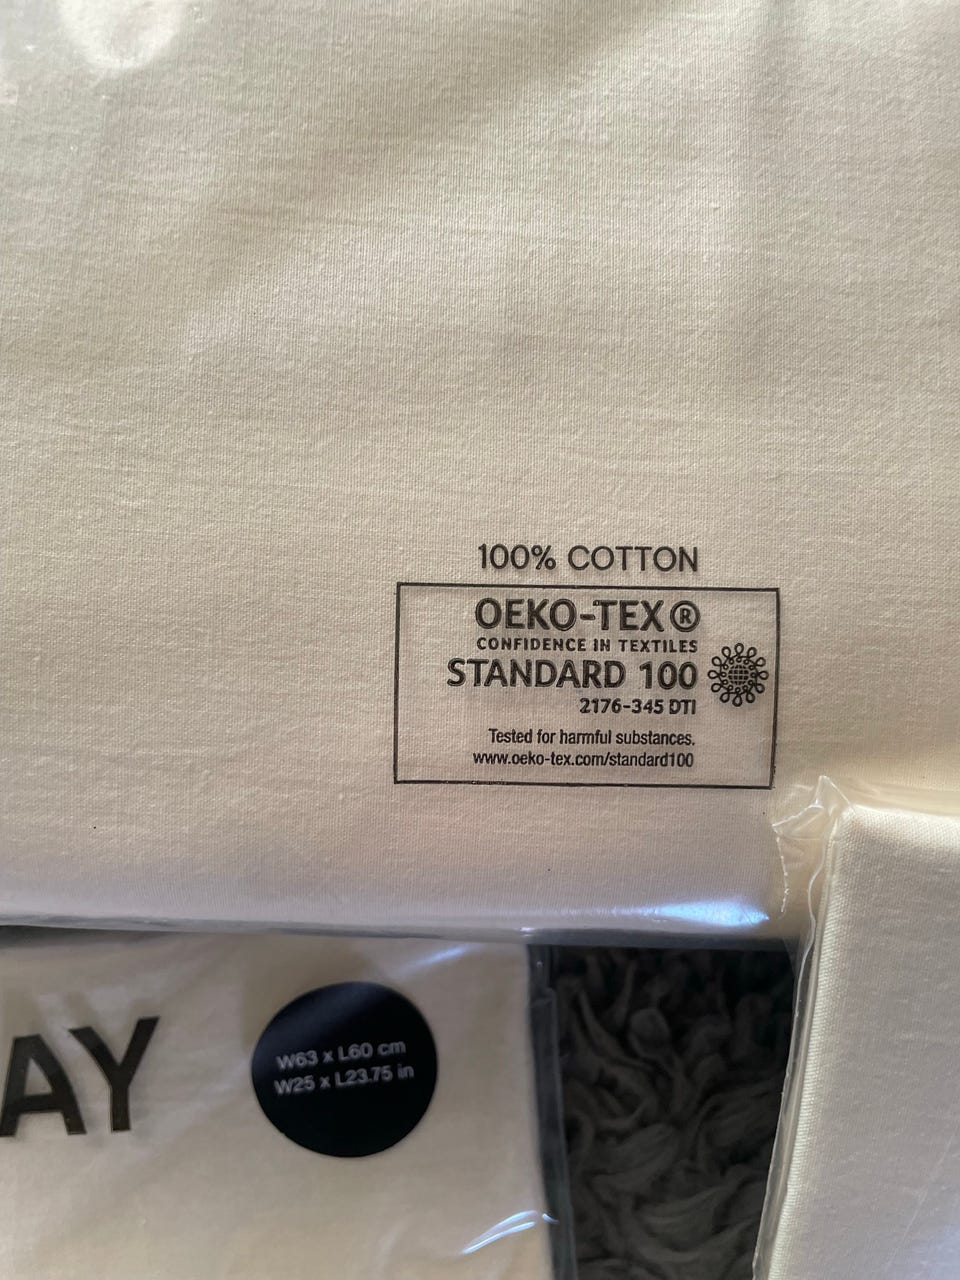 100% COTTON
OEKO-TEX®
CONFIDENCE IN TEXTILES
STANDARD 100
2176-345 DTI
Tested for harmful substances.
www.oeko-tex.com/standard100
AY
W63 x L60 cm
W25 x L23.75 in